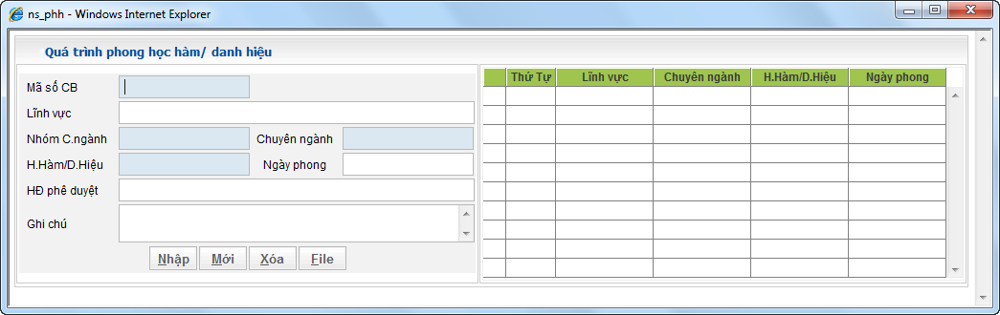 ns_phh - Windows Internet Explorer
Quá trình phong học hàm/ danh hiệu
Mã số CB
Lĩnh vực
Nhóm C.ngành Chuyên ngành
H.Hàm/D.Hiệu Ngày phong
HĐ phê duyệt
Ghi chú
Nhập Mới Xóa File
Thứ Tự Lĩnh vực Chuyên ngành H.Hàm/D.Hiệu Ngày phong